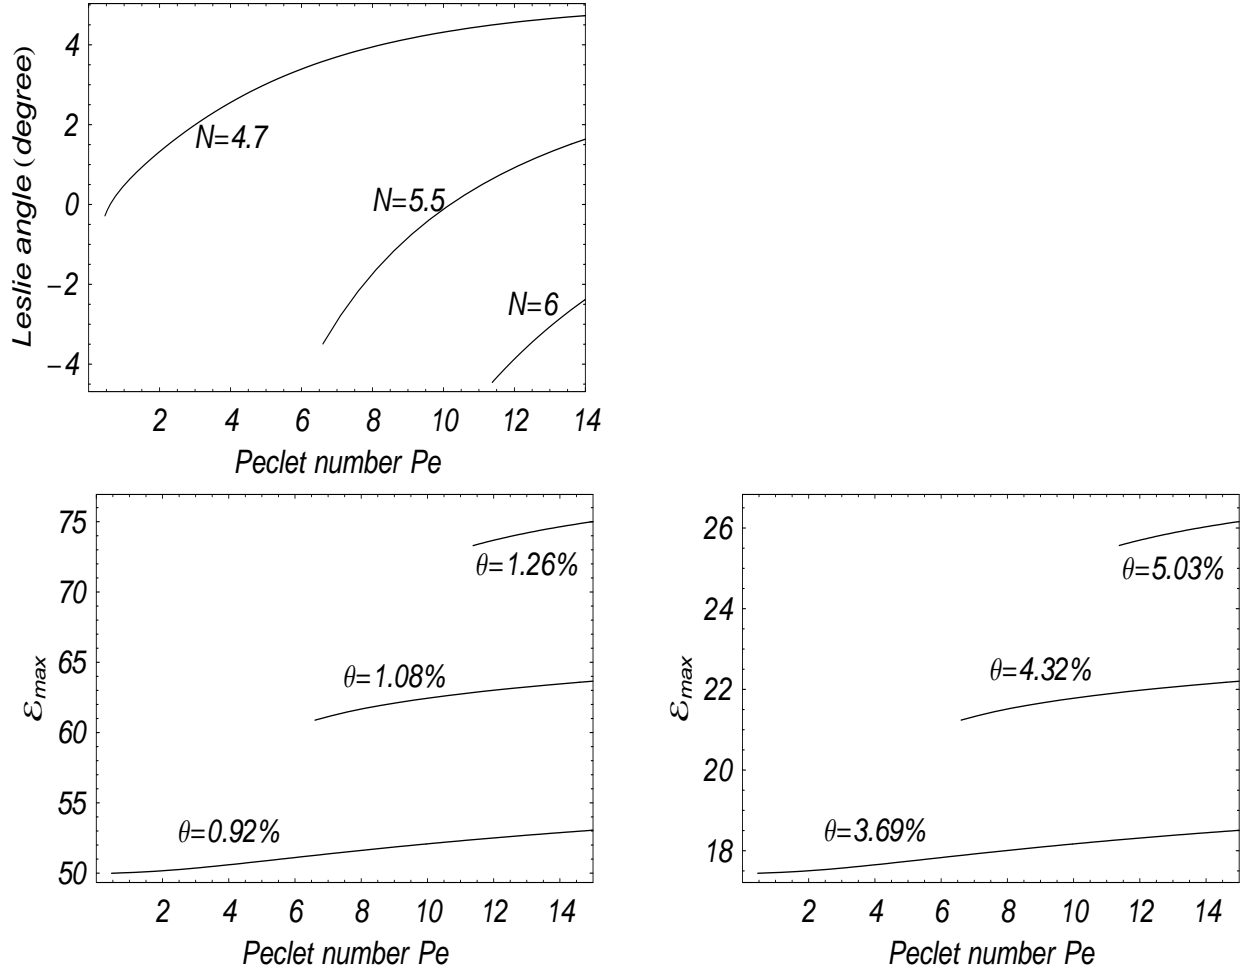 Leslie angle (degree)
4
2
0
−2
−4
N=4.7
N=5.5
N=6
2 4 6 8 10 12 14
Peclet number Pe
ε_max
75
70
65
60
55
50
θ=1.26%
θ=1.08%
θ=0.92%
2 4 6 8 10 12 14
Peclet number Pe
ε_max
26
24
22
20
18
θ=5.03%
θ=4.32%
θ=3.69%
2 4 6 8 10 12 14
Peclet number Pe